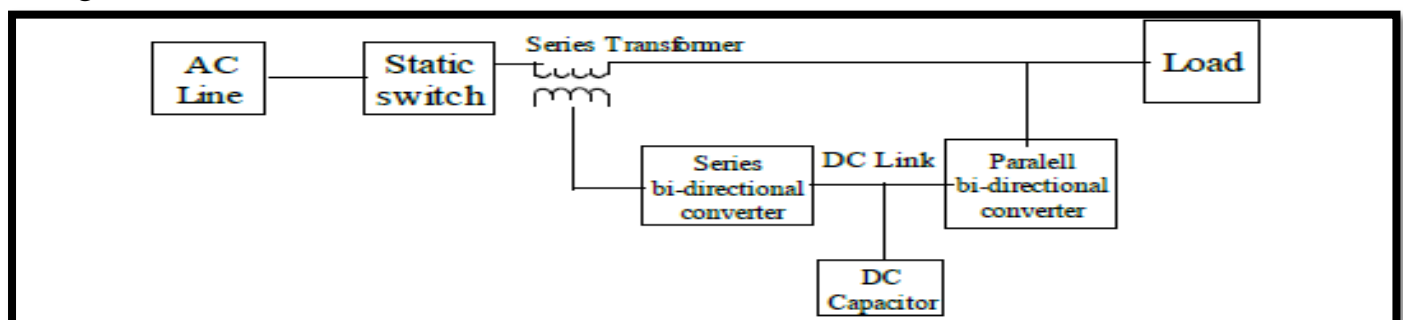 AC
Line
Static
switch
Series Transformer
Load
Series
bi-directional
converter
DC Link
Paralell
bi-directional
converter
DC
Capacitor